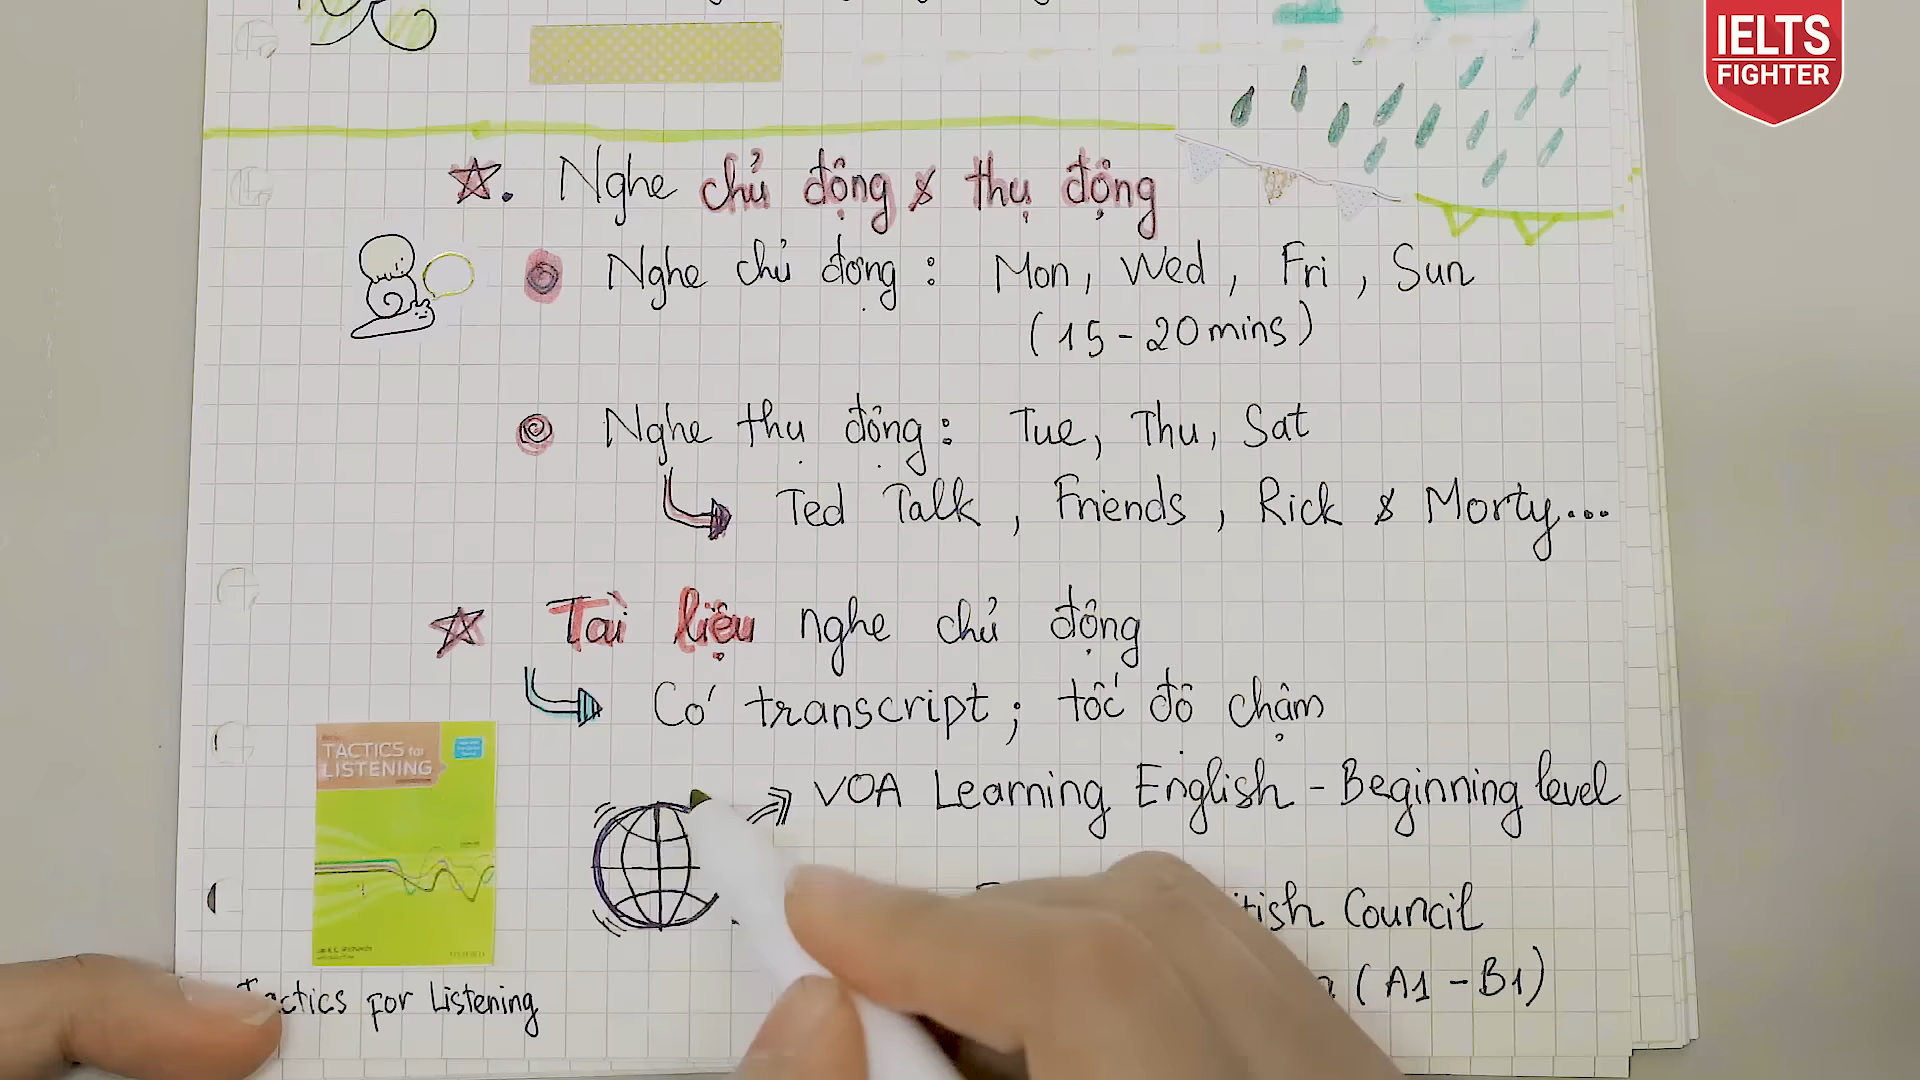 IELTS
FIGHTER
Nghe chủ động & thụ động
Nghe chủ động : Mon, Wed, Fri, Sun
(15-20 mins)
Nghe thụ động : Tue, Thu, Sat
Ted Talk, Friends, Rick & Morty...
Tài liệu nghe chủ động
Có transcript; tốc độ chậm
TACTICS for
LISTENING
VOA Learning English - Beginning level
Council
(A1 - B1)
Tactics for Listening